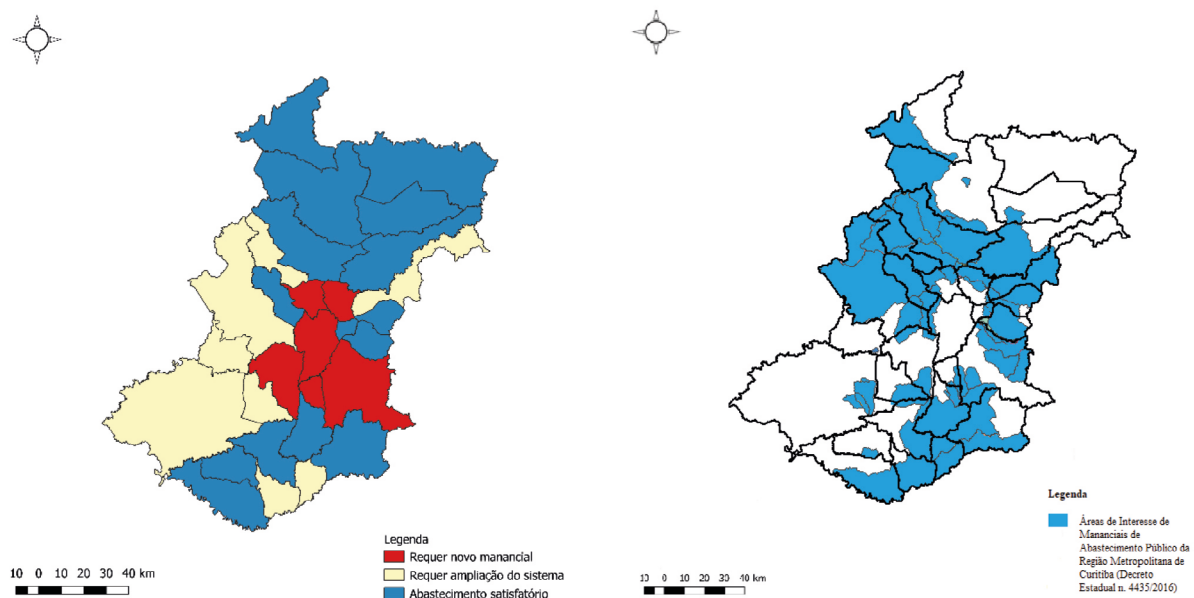 Legenda
Requer novo manancial
Requer ampliação do sistema
Abastecimento satisfatório
10 0 10 20 30 40 km
Legenda
Áreas de Interesse de
Mananciais de
Abastecimento Público da
Região Metropolitana de
Curitiba (Decreto
Estadual n. 4435/2016)
10 0 10 20 30 40 km